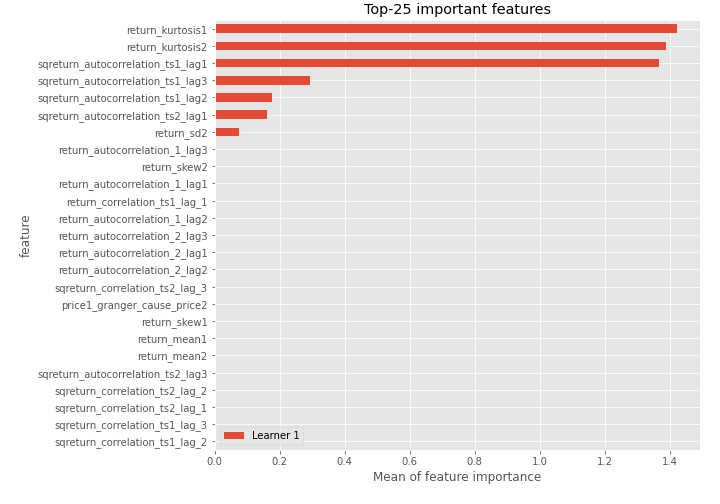 Top-25 important features
return_kurtosis1
return_kurtosis2
sqreturn_autocorrelation_ts1_lag1
sqreturn_autocorrelation_ts1_lag3
sqreturn_autocorrelation_ts1_lag2
sqreturn_autocorrelation_ts2_lag1
return_sd2
return_autocorrelation_1_lag3
return_skew2
return_autocorrelation_1_lag1
return_correlation_ts1_lag_1
return_autocorrelation_1_lag2
return_autocorrelation_2_lag3
return_autocorrelation_2_lag1
return_autocorrelation_2_lag2
sqreturn_correlation_ts2_lag_3
price1_granger_cause_price2
return_skew1
return_mean1
return_mean2
sqreturn_autocorrelation_ts2_lag3
sqreturn_correlation_ts2_lag_2
sqreturn_correlation_ts2_lag_1
sqreturn_correlation_ts1_lag_3
sqreturn_correlation_ts1_lag_2
feature
Learner 1
0.0 0.2 0.4 0.6 0.8 1.0 1.2 1.4
Mean of feature importance